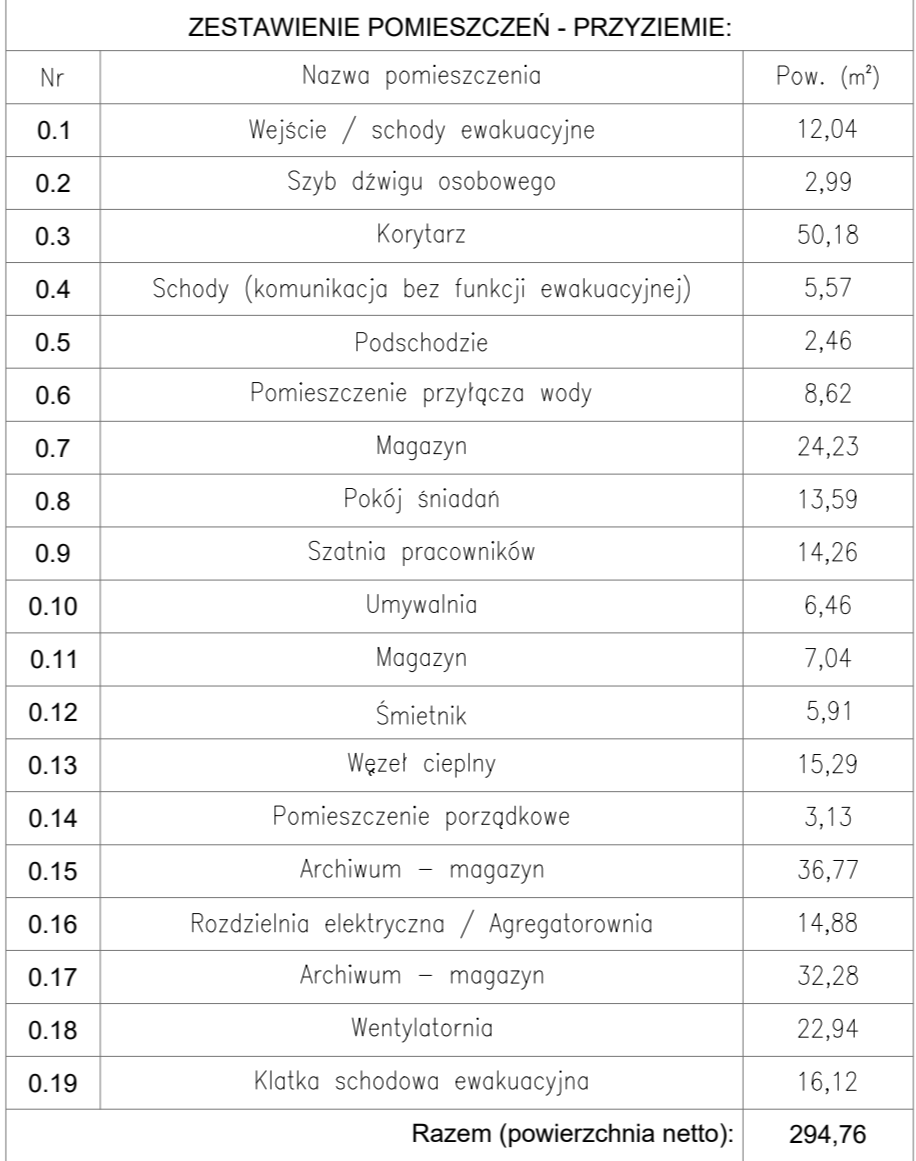 ZESTAWIENIE POMIESZCZEŃ - PRZYZIEMIE:
Nr Nazwa pomieszczenia Pow. (m²)
0.1 Wejście / schody ewakuacyjne 12,04
0.2 Szyb dźwigu osobowego 2,99
0.3 Korytarz 50,18
0.4 Schody (komunikacja bez funkcji ewakuacyjnej) 5,57
0.5 Podschodzie 2,46
0.6 Pomieszczenie przyłącza wody 8,62
0.7 Magazyn 24,23
0.8 Pokój śniadań 13,59
0.9 Szatnia pracowników 14,26
0.10 Umywalnia 6,46
0.11 Magazyn 7,04
0.12 Śmietnik 5,91
0.13 Węzeł cieplny 15,29
0.14 Pomieszczenie porządkowe 3,13
0.15 Archiwum – magazyn 36,77
0.16 Rozdzielnia elektryczna / Agregatorownia 14,88
0.17 Archiwum – magazyn 32,28
0.18 Wentylatornia 22,94
0.19 Klatka schodowa ewakuacyjna 16,12
Razem (powierzchnia netto): 294,76